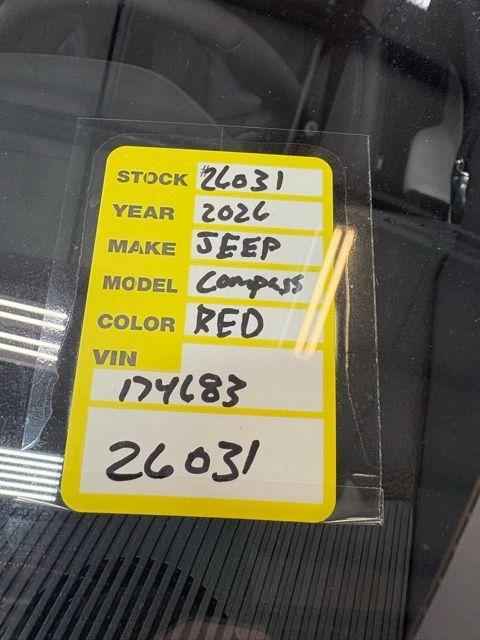 STOCK #26031
YEAR 2026
MAKE JEEP
MODEL Compass
COLOR RED
VIN
174683
26031